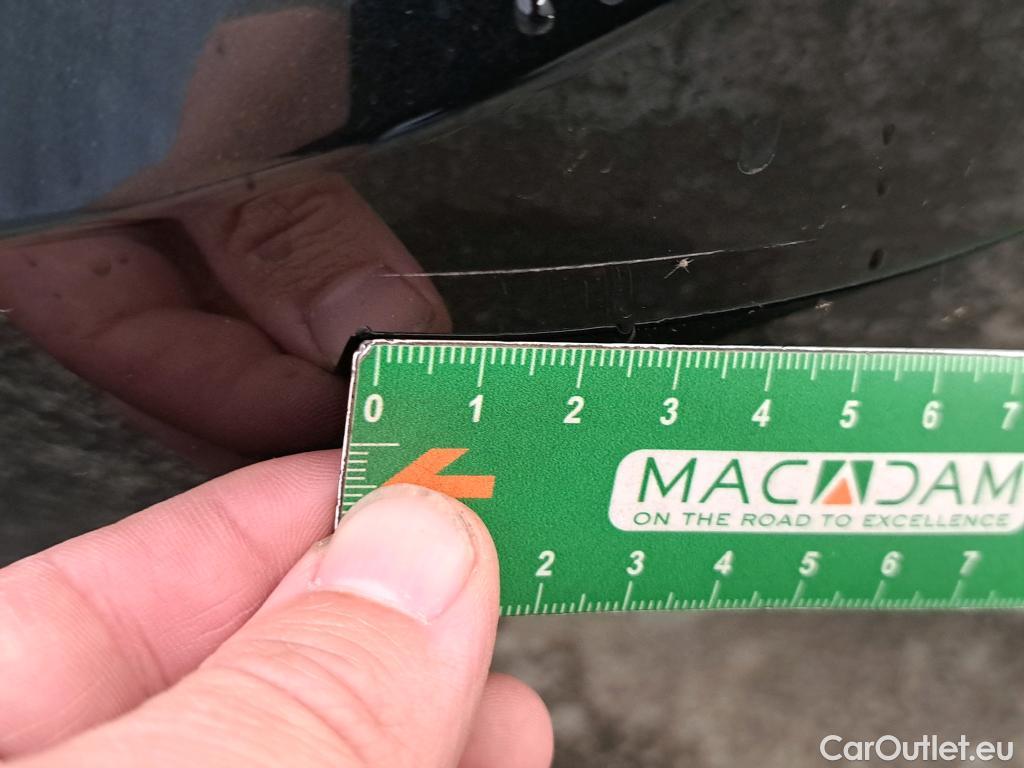 0 1 2 3 4 5 6 7
MACADAM
ON THE ROAD TO EXCELLENCE
2 3 4 5 6 7
CarOutlet.eu